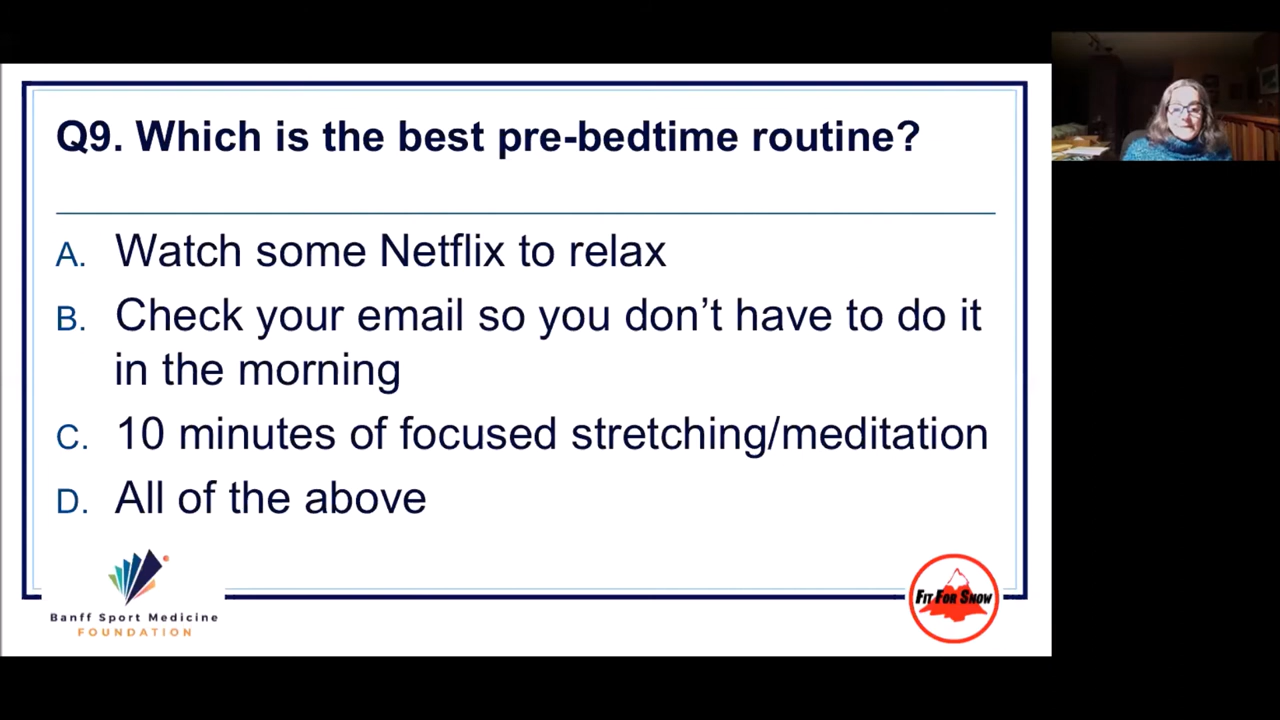 Q9. Which is the best pre-bedtime routine?
A. Watch some Netflix to relax
B. Check your email so you don’t have to do it
in the morning
C. 10 minutes of focused stretching/meditation
D. All of the above
Banff Sport Medicine
FOUNDATION
FIT FOR SNOW